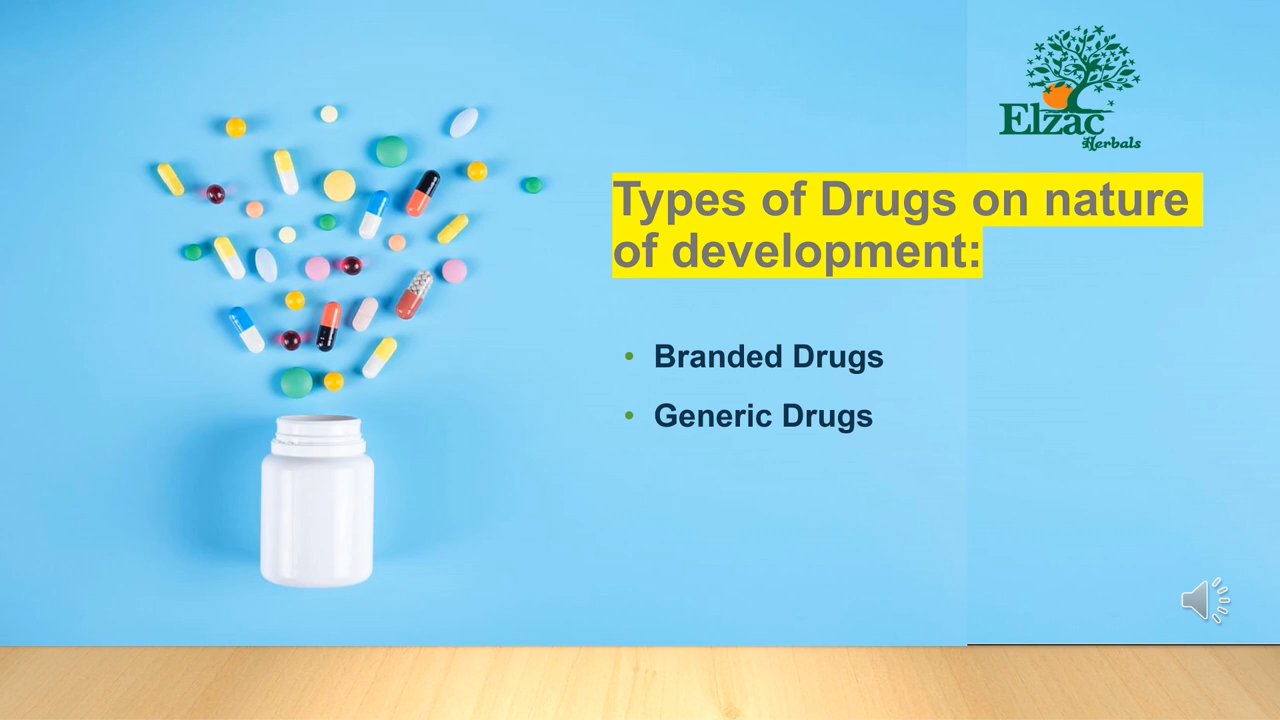 Elzac
Herbals
Types of Drugs on nature
of development:
• Branded Drugs
• Generic Drugs